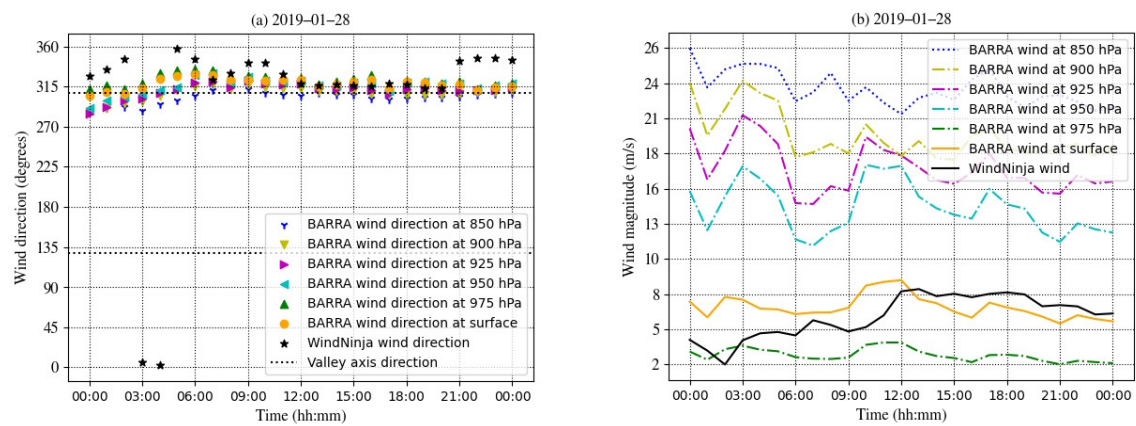 (a) 2019–01–28
360
315
270
225
180
135
90
45
0
Wind direction (degrees)
BARRA wind direction at 850 hPa
BARRA wind direction at 900 hPa
BARRA wind direction at 925 hPa
BARRA wind direction at 950 hPa
BARRA wind direction at 975 hPa
BARRA wind direction at surface
WindNinja wind direction
Valley axis direction
00:00 03:00 06:00 09:00 12:00 15:00 18:00 21:00 00:00
Time (hh:mm)
(b) 2019–01–28
26
24
21
18
16
13
10
8
5
2
Wind magnitude (m/s)
BARRA wind at 850 hPa
BARRA wind at 900 hPa
BARRA wind at 925 hPa
BARRA wind at 950 hPa
BARRA wind at 975 hPa
BARRA wind at surface
WindNinja wind
00:00 03:00 06:00 09:00 12:00 15:00 18:00 21:00 00:00
Time (hh:mm)